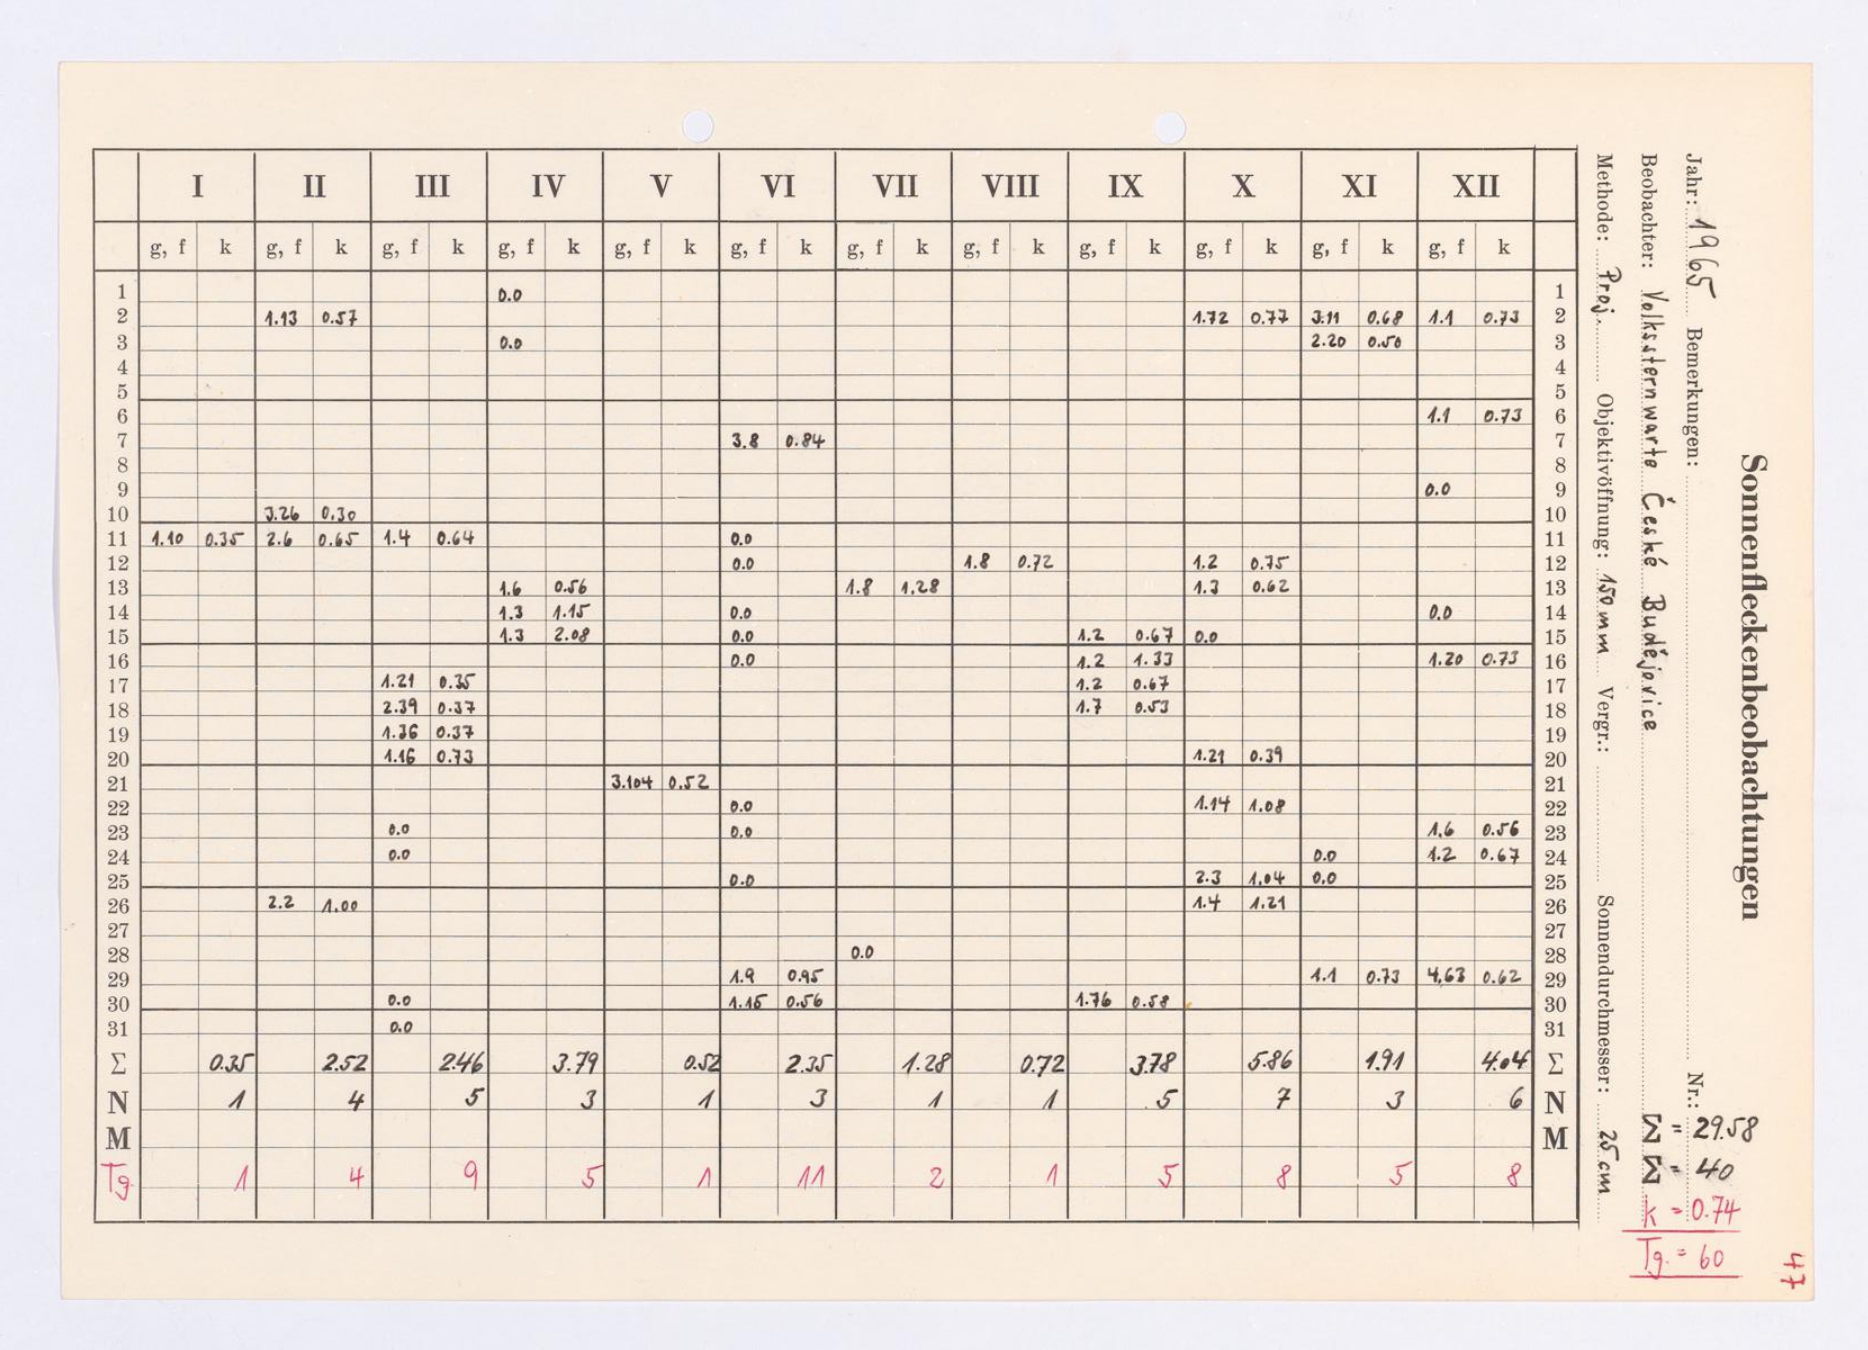 Sonnenfleckenbeobachtungen
Jahr: 1965 Bemerkungen: Nr.:
Beobachter: Volkssternwarte České Budějovice
Methode: Proj. Objektivöffnung: 150 mm Vergr.: Sonnendurchmesser: 25 cm
I II III IV V VI VII VIII IX X XI XII
g, f k g, f k g, f k g, f k g, f k g, f k g, f k g, f k g, f k g, f k g, f k g, f k
1 0.0 1
2 1.13 0.57 1.72 0.77 3.11 0.68 1.1 0.73 2
3 0.0 2.20 0.50 3
4 4
5 5
6 1.1 0.73 6
7 3.8 0.84 7
8 8
9 0.0 9
10 3.26 0.30 10
11 1.10 0.35 2.6 0.65 1.4 0.64 0.0 11
12 0.0 1.8 0.72 1.2 0.75 12
13 1.6 0.56 1.8 1.28 1.3 0.62 13
14 1.3 1.15 0.0 0.0 14
15 1.3 2.08 0.0 1.2 0.67 0.0 15
16 0.0 1.2 1.33 1.20 0.73 16
17 1.21 0.35 1.2 0.67 17
18 2.39 0.37 1.7 0.53 18
19 1.36 0.37 19
20 1.16 0.73 1.21 0.39 20
21 3.104 0.52 21
22 0.0 1.14 1.08 22
23 0.0 0.0 1.6 0.56 23
24 0.0 0.0 1.2 0.67 24
25 0.0 2.3 1.04 0.0 25
26 2.2 1.00 1.4 1.21 26
27 27
28 0.0 28
29 1.9 0.95 1.1 0.73 4.63 0.62 29
30 0.0 1.15 0.56 1.76 0.58 30
31 0.0 31
Σ 0.35 2.52 2.46 3.79 0.52 2.35 1.28 0.72 3.78 5.86 1.91 4.04 Σ
N 1 4 5 3 1 3 1 1 5 7 3 6 N
M M
Tg. 1 4 9 5 1 11 2 1 5 8 5 8
Σ = 29.58
Σ = 40
k = 0.74
Tg. = 60
47